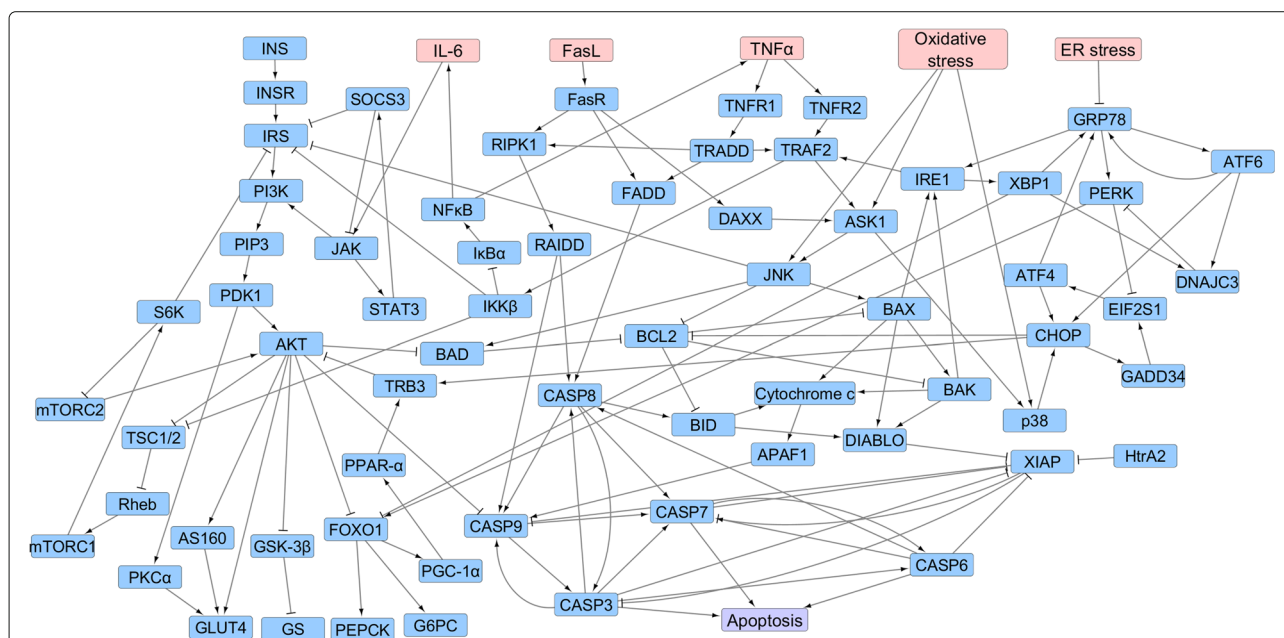 INS
IL-6
FasL
TNFα
Oxidative
stress
ER stress
INSR
SOCS3
FasR
TNFR1
TNFR2
GRP78
IRS
RIPK1
TRADD
TRAF2
ATF6
PI3K
FADD
IRE1
XBP1
PERK
NFκB
DAXX
ASK1
PIP3
JAK
IκBα
RAIDD
JNK
ATF4
DNAJC3
PDK1
S6K
STAT3
IKKβ
BAX
EIF2S1
AKT
BAD
BCL2
CHOP
TRB3
CASP8
Cytochrome c
BAK
GADD34
mTORC2
TSC1/2
BID
DIABLO
p38
PPAR-α
APAF1
XIAP
HtrA2
Rheb
FOXO1
CASP9
CASP7
mTORC1
AS160
GSK-3β
PKCα
PGC-1α
CASP6
CASP3
GLUT4
GS
PEPCK
G6PC
Apoptosis